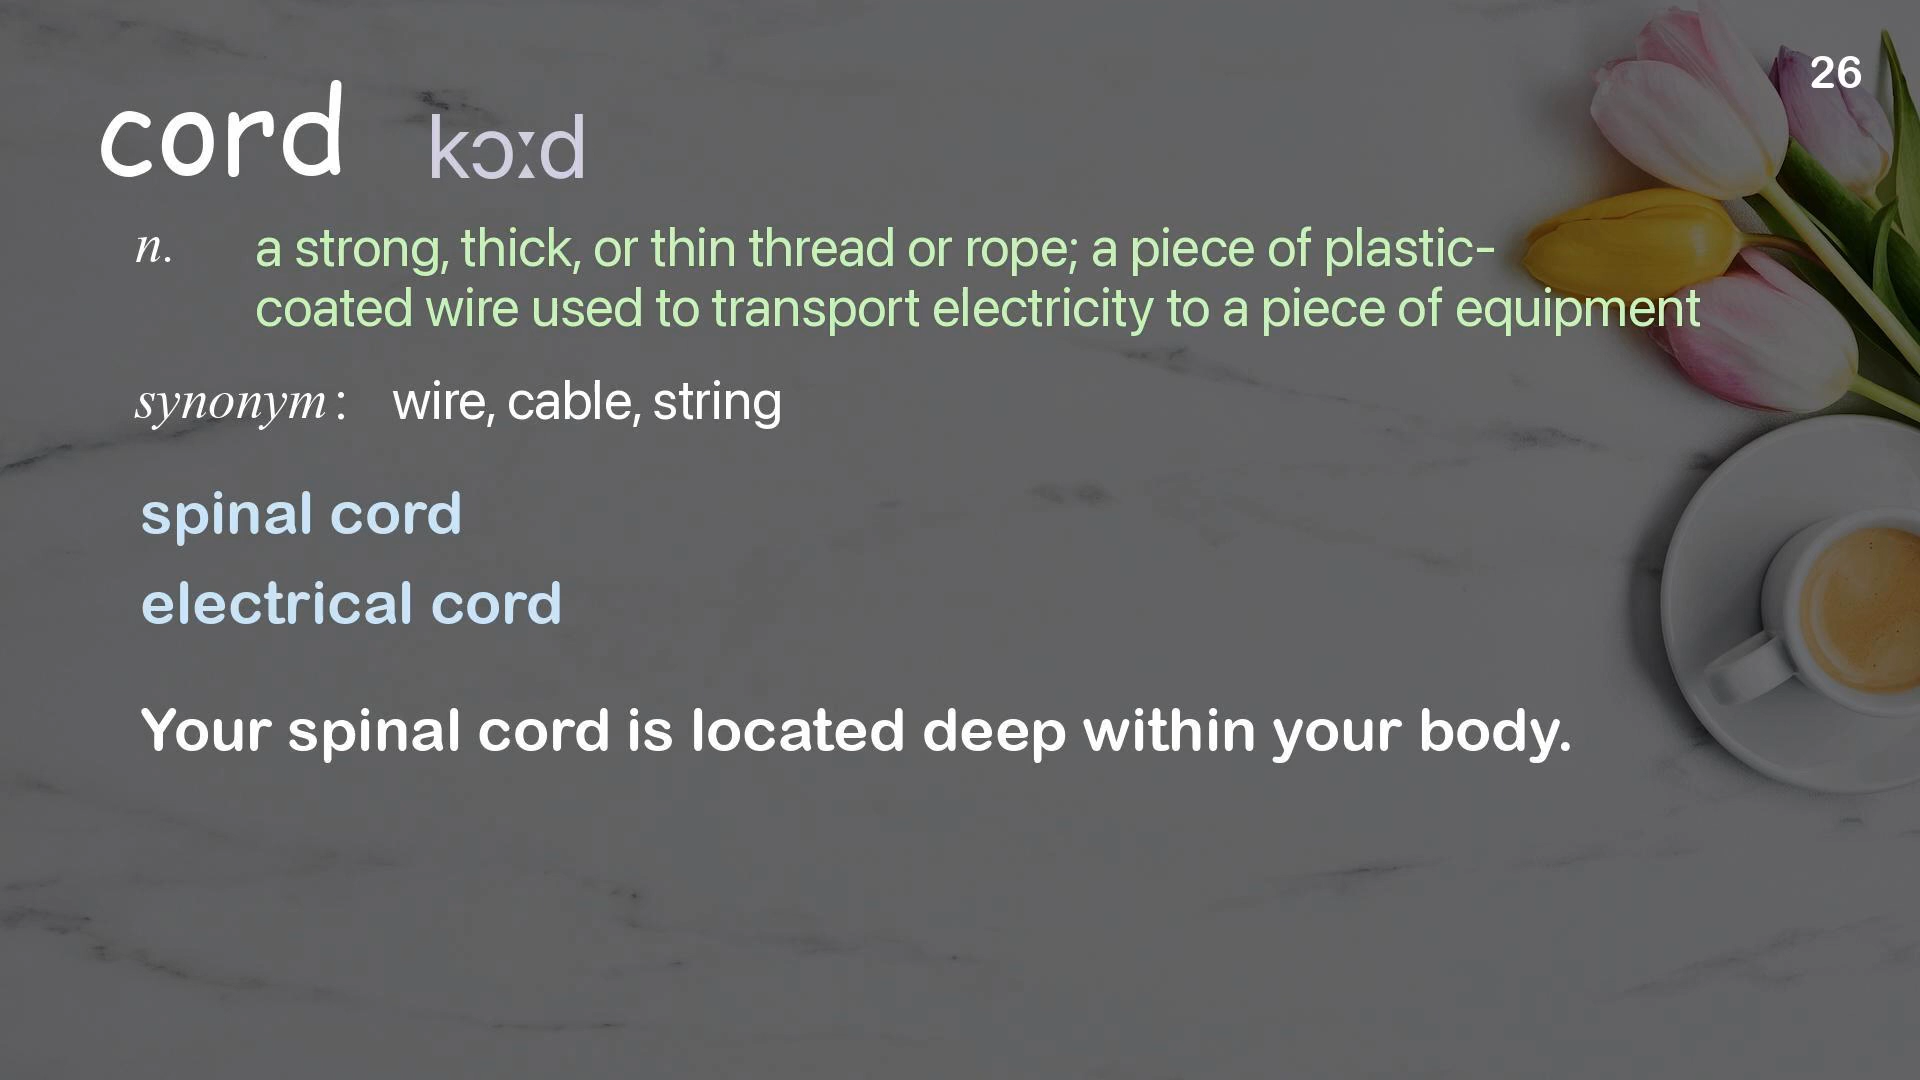 26
cord kɔːd
n. a strong, thick, or thin thread or rope; a piece of plastic-
coated wire used to transport electricity to a piece of equipment
synonym: wire, cable, string
spinal cord
electrical cord
Your spinal cord is located deep within your body.